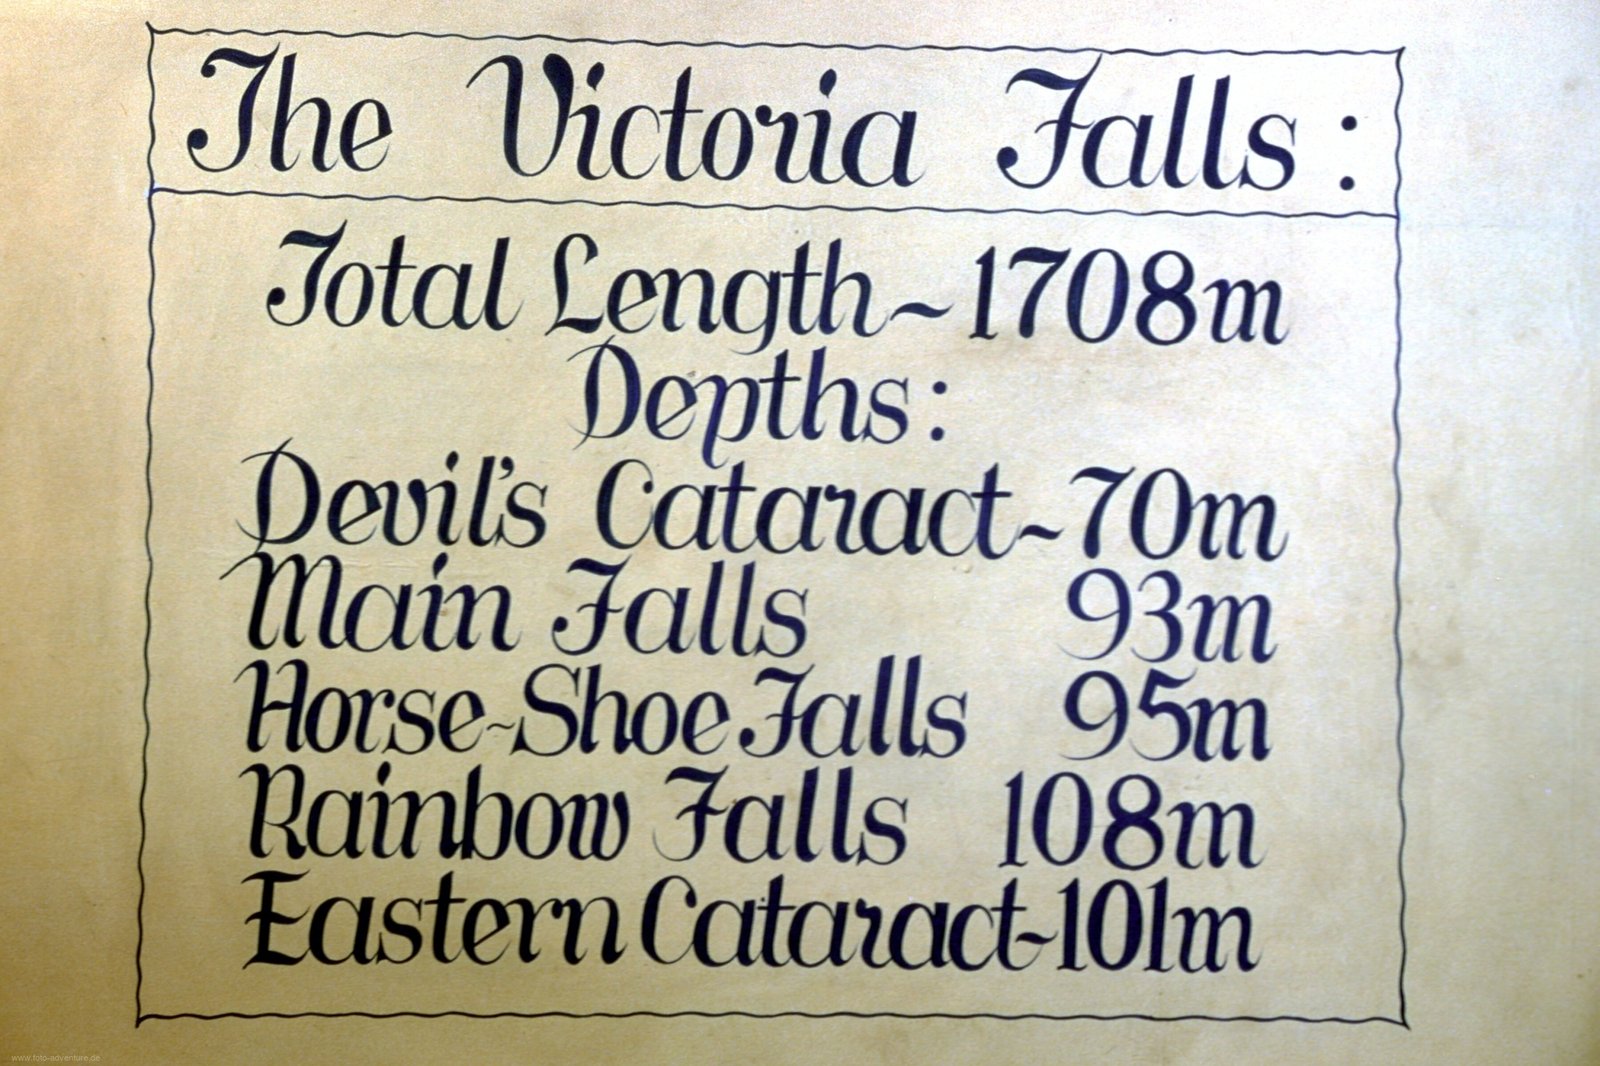 The Victoria Falls:
Total Length~1708m
Depths:
Devil's Cataract~70m
Main Falls 93m
Horse~Shoe Falls 95m
Rainbow Falls 108m
Eastern Cataract~101m
www.foto-adventure.de